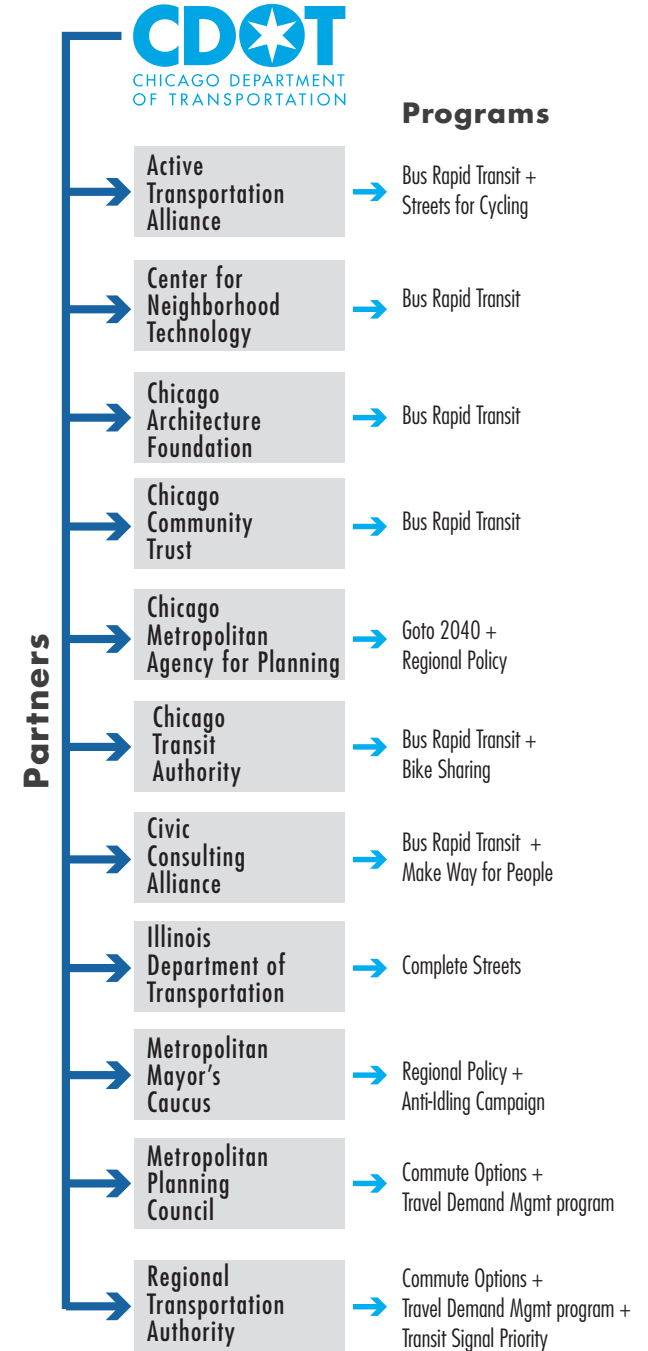 CDOT
CHICAGO DEPARTMENT
OF TRANSPORTATION
Programs
Partners
Active
Transportation
Alliance
Bus Rapid Transit +
Streets for Cycling
Center for
Neighborhood
Technology
Bus Rapid Transit
Chicago
Architecture
Foundation
Bus Rapid Transit
Chicago
Community
Trust
Bus Rapid Transit
Chicago
Metropolitan
Agency for Planning
Goto 2040 +
Regional Policy
Chicago
Transit
Authority
Bus Rapid Transit +
Bike Sharing
Civic
Consulting
Alliance
Bus Rapid Transit +
Make Way for People
Illinois
Department of
Transportation
Complete Streets
Metropolitan
Mayor's
Caucus
Regional Policy +
Anti-Idling Campaign
Metropolitan
Planning
Council
Commute Options +
Travel Demand Mgmt program
Regional
Transportation
Authority
Commute Options +
Travel Demand Mgmt program +
Transit Signal Priority